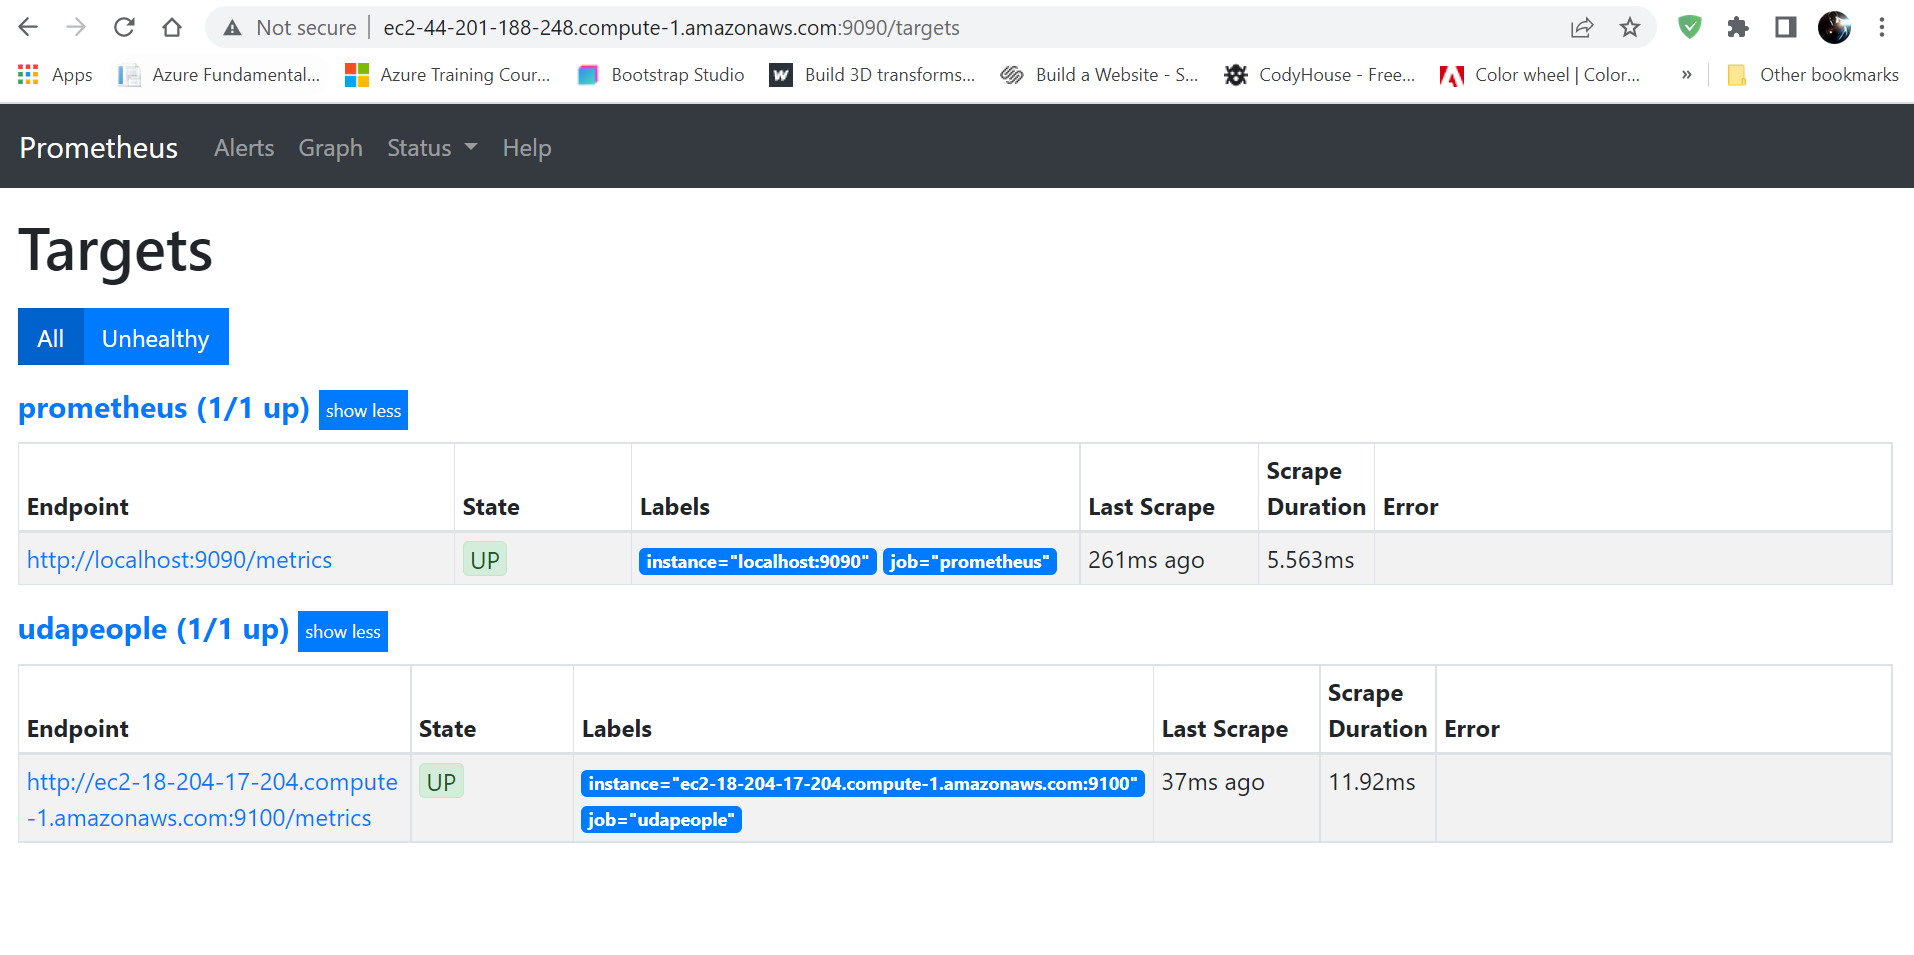 Not secure | ec2-44-201-188-248.compute-1.amazonaws.com:9090/targets
Apps Azure Fundamental... Azure Training Cour... Bootstrap Studio Build 3D transforms... Build a Website - S... CodyHouse - Free... Color wheel | Color... » Other bookmarks
Prometheus Alerts Graph Status Help
Targets
All Unhealthy
prometheus (1/1 up) show less
Endpoint State Labels Last Scrape Scrape Duration Error
http://localhost:9090/metrics UP instance="localhost:9090" job="prometheus" 261ms ago 5.563ms
udapeople (1/1 up) show less
Endpoint State Labels Last Scrape Scrape Duration Error
http://ec2-18-204-17-204.compute UP instance="ec2-18-204-17-204.compute-1.amazonaws.com:9100" 37ms ago 11.92ms
-1.amazonaws.com:9100/metrics job="udapeople"